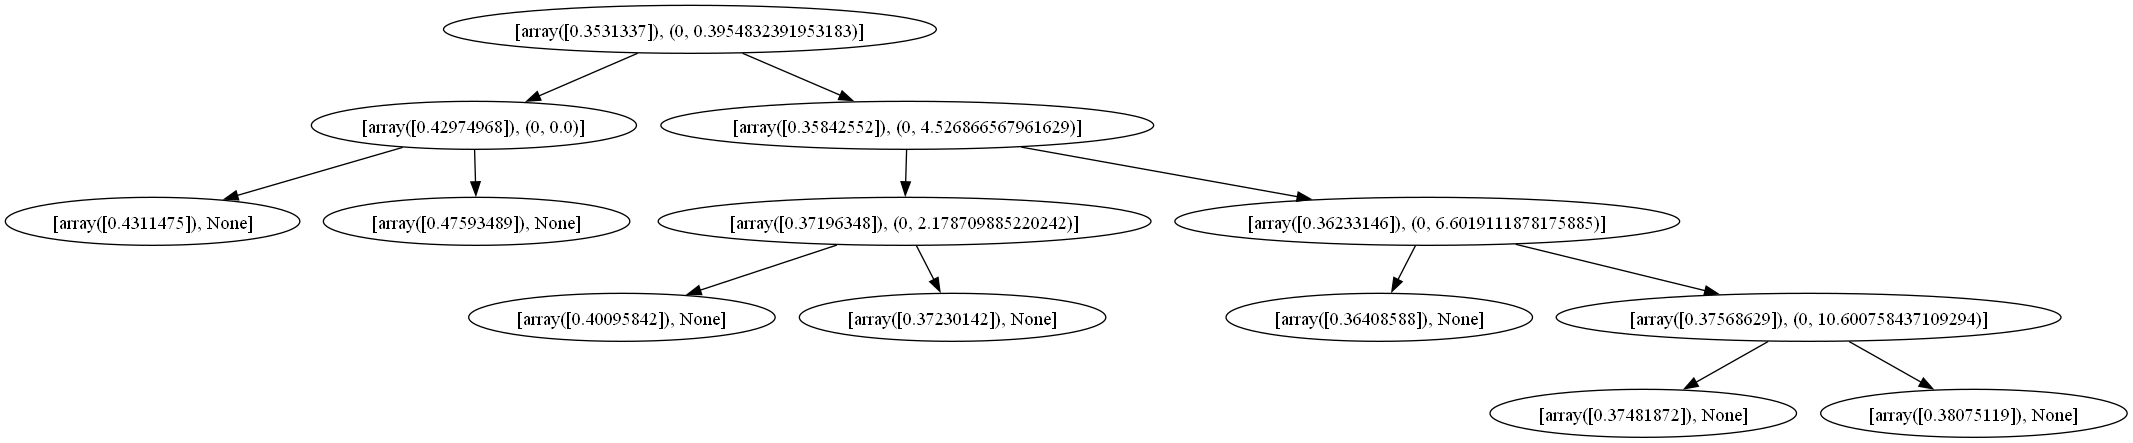 [array([0.3531337]), (0, 0.3954832391953183)]
[array([0.42974968]), (0, 0.0)]
[array([0.35842552]), (0, 4.526866567961629)]
[array([0.4311475]), None]
[array([0.47593489]), None]
[array([0.37196348]), (0, 2.178709885220242)]
[array([0.36233146]), (0, 6.6019111878175885)]
[array([0.40095842]), None]
[array([0.37230142]), None]
[array([0.36408588]), None]
[array([0.37568629]), (0, 10.600758437109294)]
[array([0.37481872]), None]
[array([0.38075119]), None]